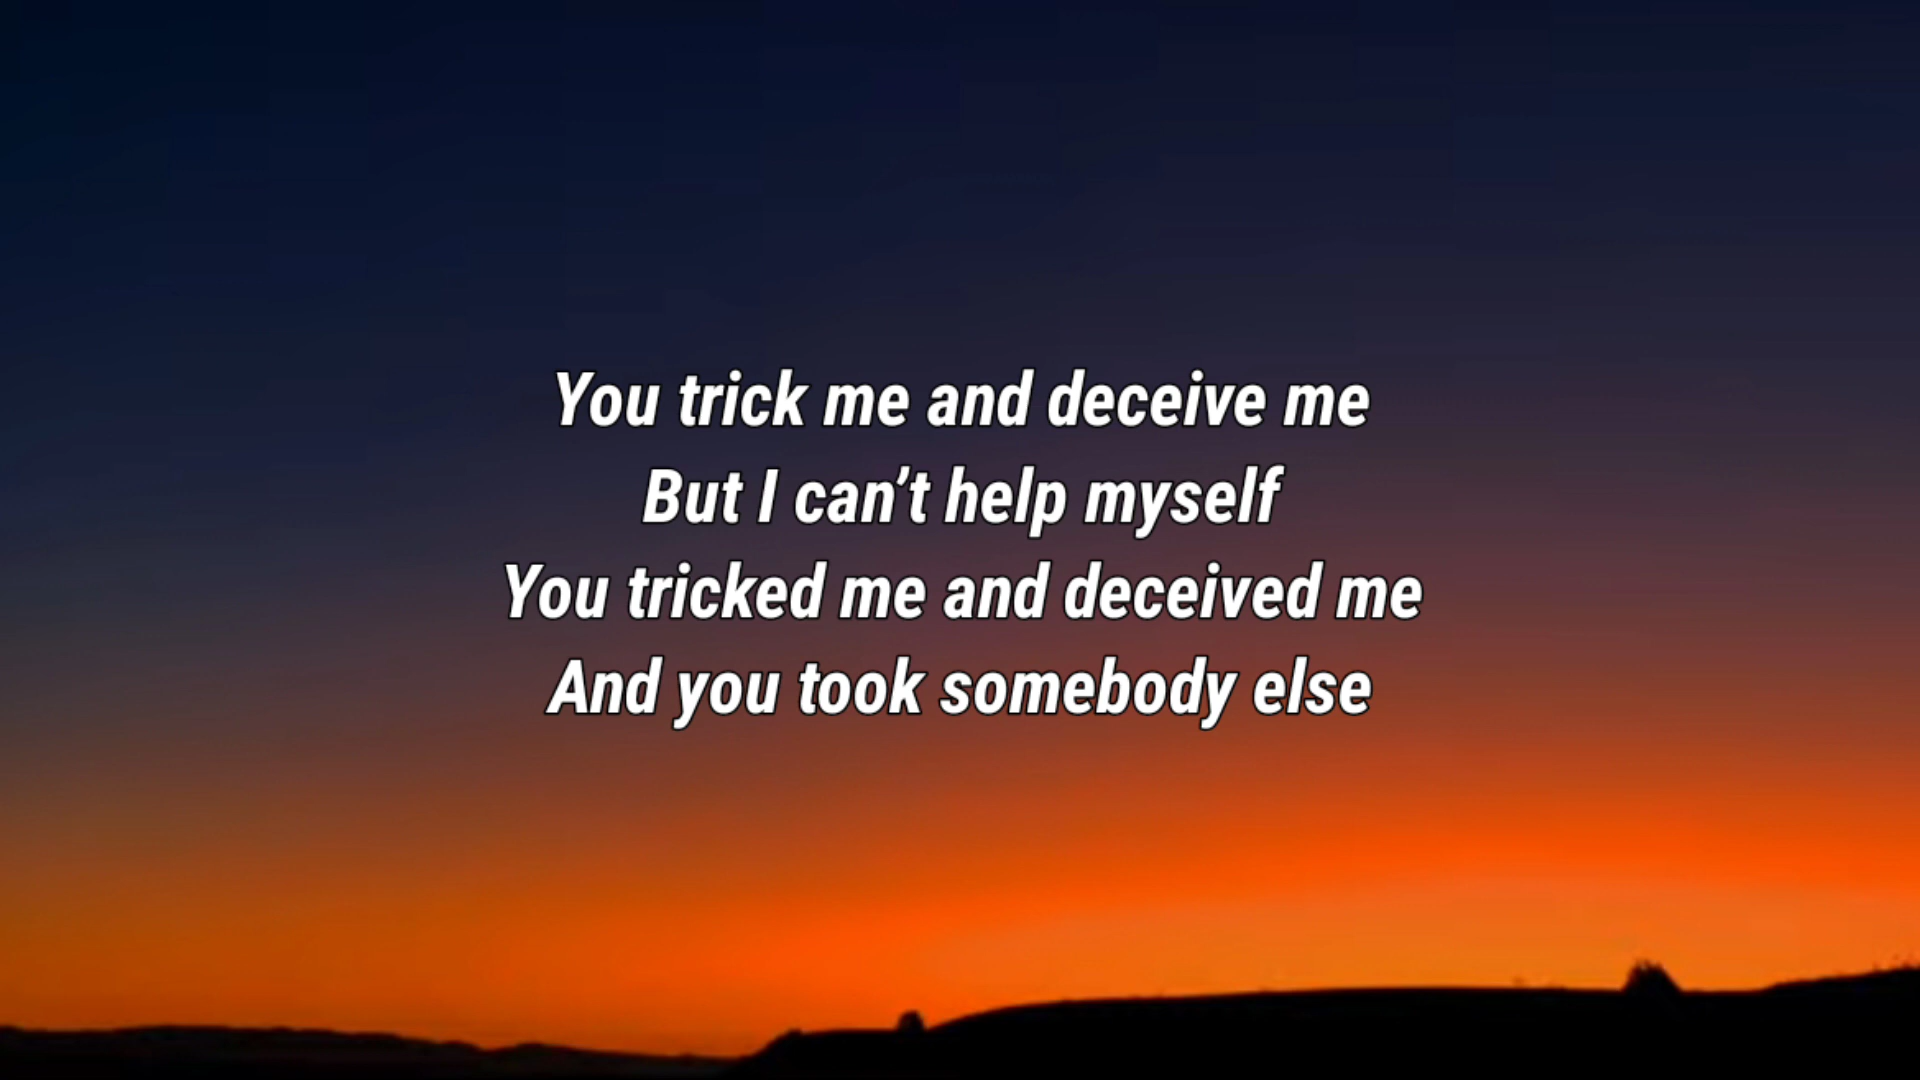 You trick me and deceive me
But I can’t help myself
You tricked me and deceived me
And you took somebody else